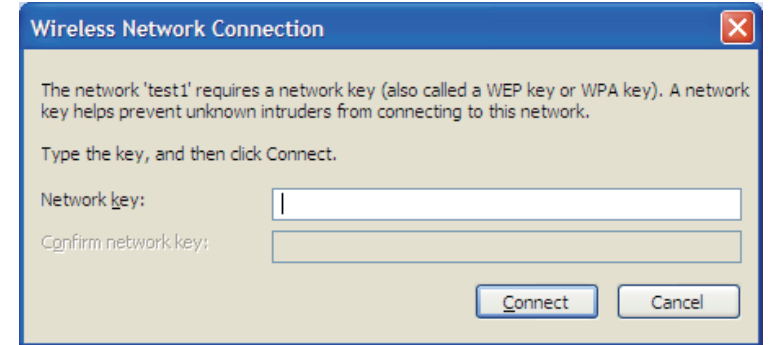 Wireless Network Connection
The network 'test1' requires a network key (also called a WEP key or WPA key). A network
key helps prevent unknown intruders from connecting to this network.
Type the key, and then click Connect.
Network key:
Confirm network key:
Connect Cancel